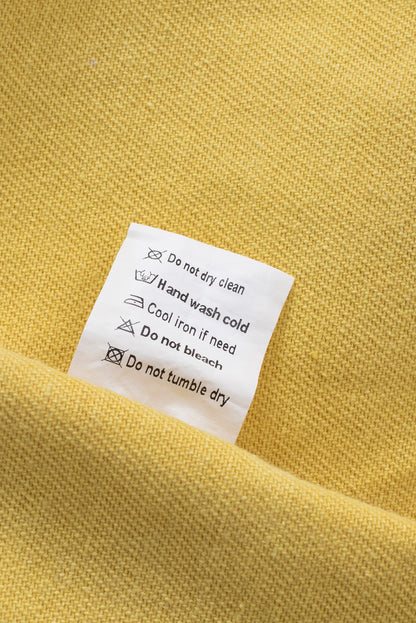 Do not dry clean
Hand wash cold
Cool iron if need
Do not bleach
Do not tumble dry